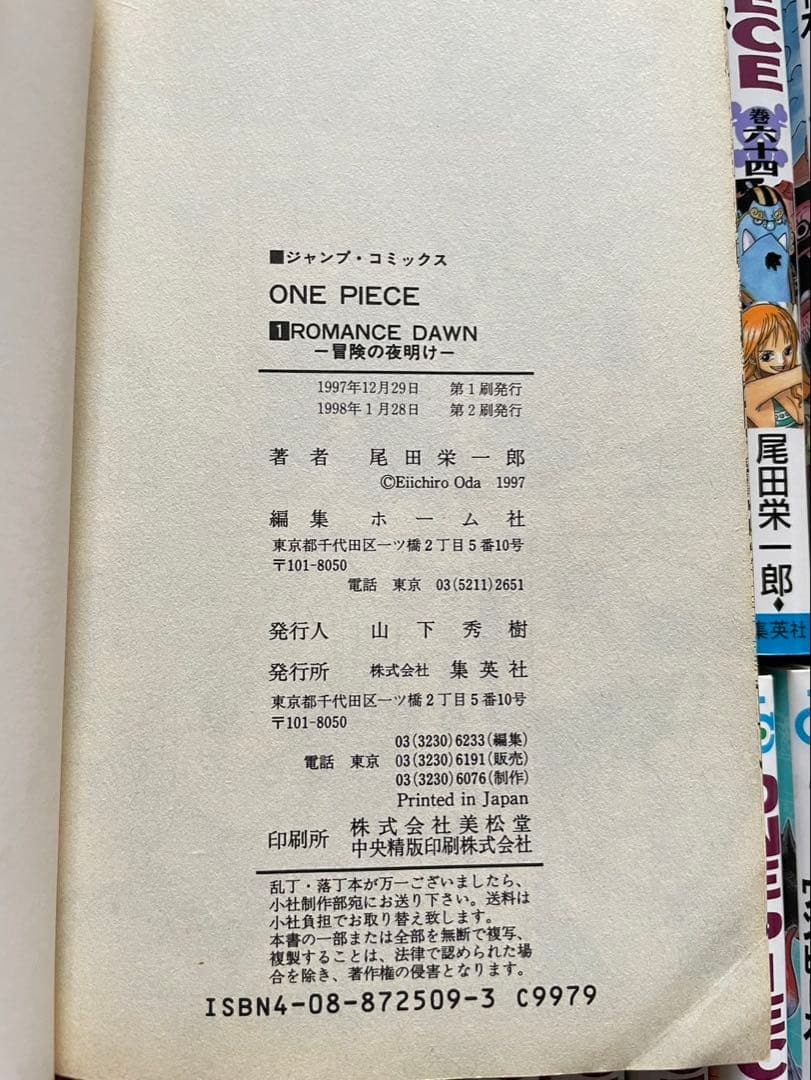 ■ジャンプ・コミックス
ONE PIECE
1 ROMANCE DAWN
ー冒険の夜明けー
1997年12月29日 第1刷発行
1998年1月28日 第2刷発行
著者 尾田栄一郎
©Eiichiro Oda 1997
編集 ホーム社
東京都千代田区一ツ橋2丁目5番10号
〒101-8050
電話 東京 03(5211)2651
発行人 山下秀樹
発行所 株式会社 集英社
東京都千代田区一ツ橋2丁目5番10号
〒101-8050
03(3230)6233(編集)
電話 東京 03(3230)6191(販売)
03(3230)6076(制作)
Printed in Japan
印刷所 株式会社美松堂
中央精版印刷株式会社
乱丁・落丁本が万一ございましたら、
小社制作部宛にお送り下さい。送料は
小社負担でお取り替え致します。
本書の一部または全部を無断で複写、
複製することは、法律で認められた場
合を除き、著作権の侵害となります。
ISBN4-08-872509-3 C9979
ECE
巻六十四
尾田栄一郎
集英社
ONE PIEC